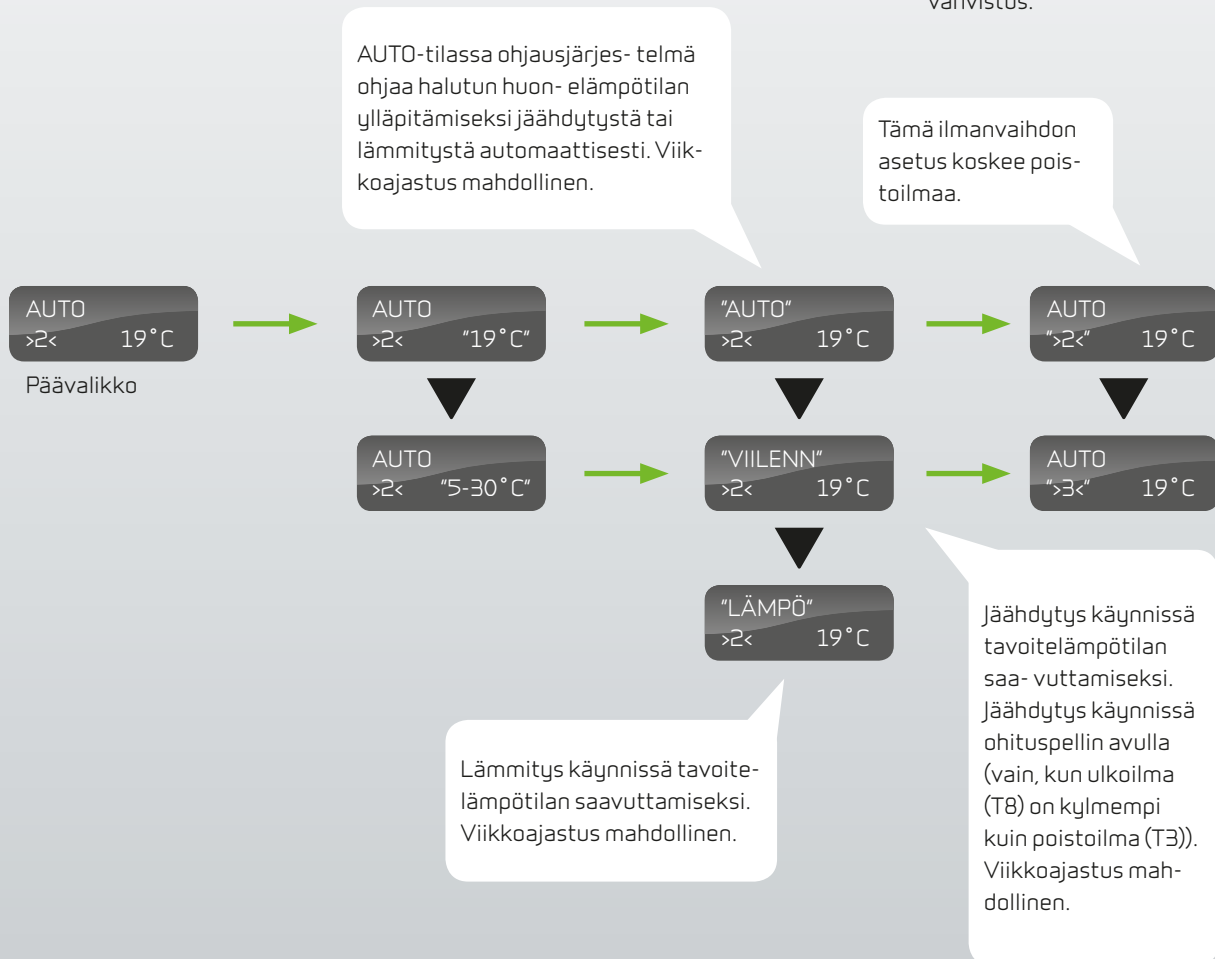 vahvistus.
AUTO-tilassa ohjausjärjes- telmä
ohjaa halutun huon- elämpötilan
ylläpitämiseksi jäähdytystä tai
lämmitystä automaattisesti. Viik-
koajastus mahdollinen.
Tämä ilmanvaihdon
asetus koskee pois-
toilmaa.
AUTO
>2< 19°C
Päävalikko
AUTO
>2< "19°C"
"AUTO"
>2< 19°C
AUTO
">2<" 19°C
AUTO
>2< "5-30°C"
"VIILENN"
>2< 19°C
AUTO
">3<" 19°C
"LÄMPÖ"
>2< 19°C
Lämmitys käynnissä tavoite-
lämpötilan saavuttamiseksi.
Viikkoajastus mahdollinen.
Jäähdytys käynnissä
tavoitelämpötilan
saa- vuttamiseksi.
Jäähdytys käynnissä
ohituspellin avulla
(vain, kun ulkoilma
(T8) on kylmempi
kuin poistoilma (T3)).
Viikkoajastus mah-
dollinen.